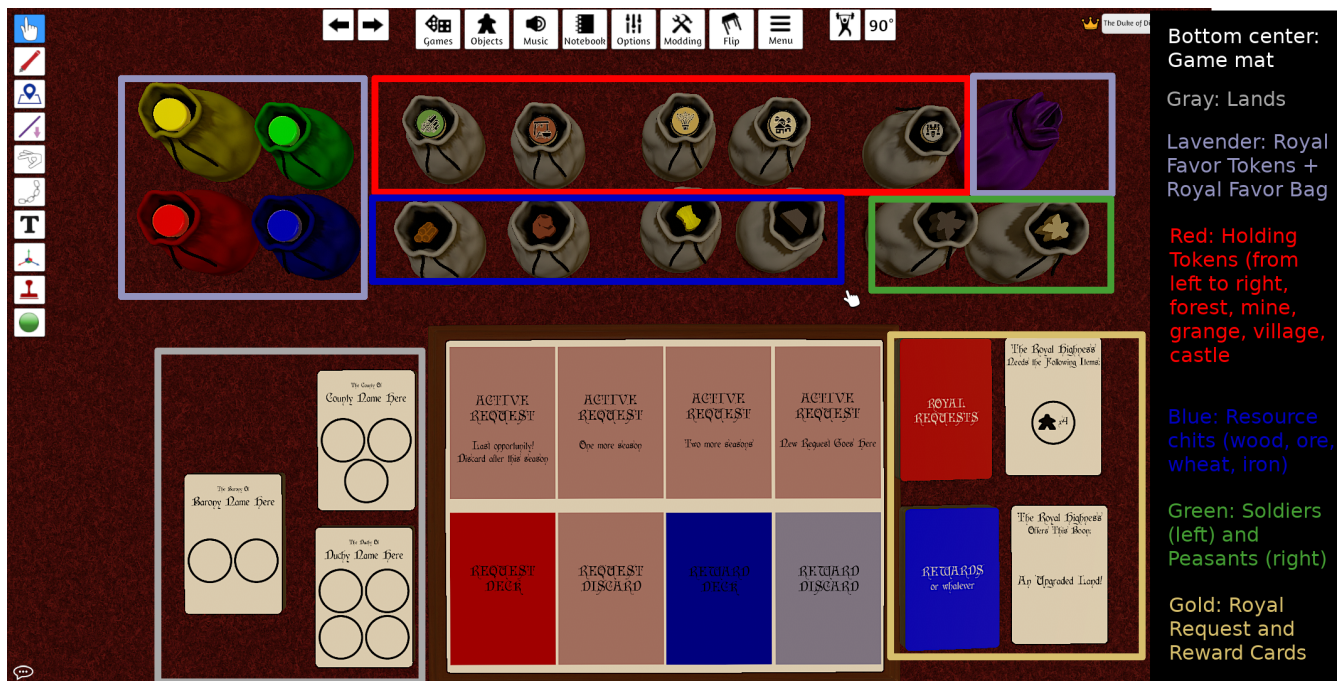 The Duke of Di
90°
Games
Objects
Music
Notebook
Options
Modding
Flip
Menu
T
Bottom center:
Game mat
Gray: Lands
Lavender: Royal
Favor Tokens +
Royal Favor Bag
Red: Holding
Tokens (from
left to right,
forest, mine,
grange, village,
castle
Blue: Resource
chits (wood, ore,
wheat, iron)
Green: Soldiers
(left) and
Peasants (right)
Gold: Royal
Request and
Reward Cards
The County Of
County Name Here
The Barony Of
Barony Name Here
The Duchy Of
Duchy Name Here
ACTIVE
REQUEST
Last opportunity!
Discard after this season
ACTIVE
REQUEST
One more season
ACTIVE
REQUEST
Two more seasons
ACTIVE
REQUEST
New Request Goes Here
REQUEST
DECK
REQUEST
DISCARD
REWARD
DECK
REWARD
DISCARD
ROYAL
REQUESTS
The Royal Highness
Needs the Following Items:
x4
REWARDS
or whatever
The Royal Highness
Offers This Boon:
An Upgraded Land!